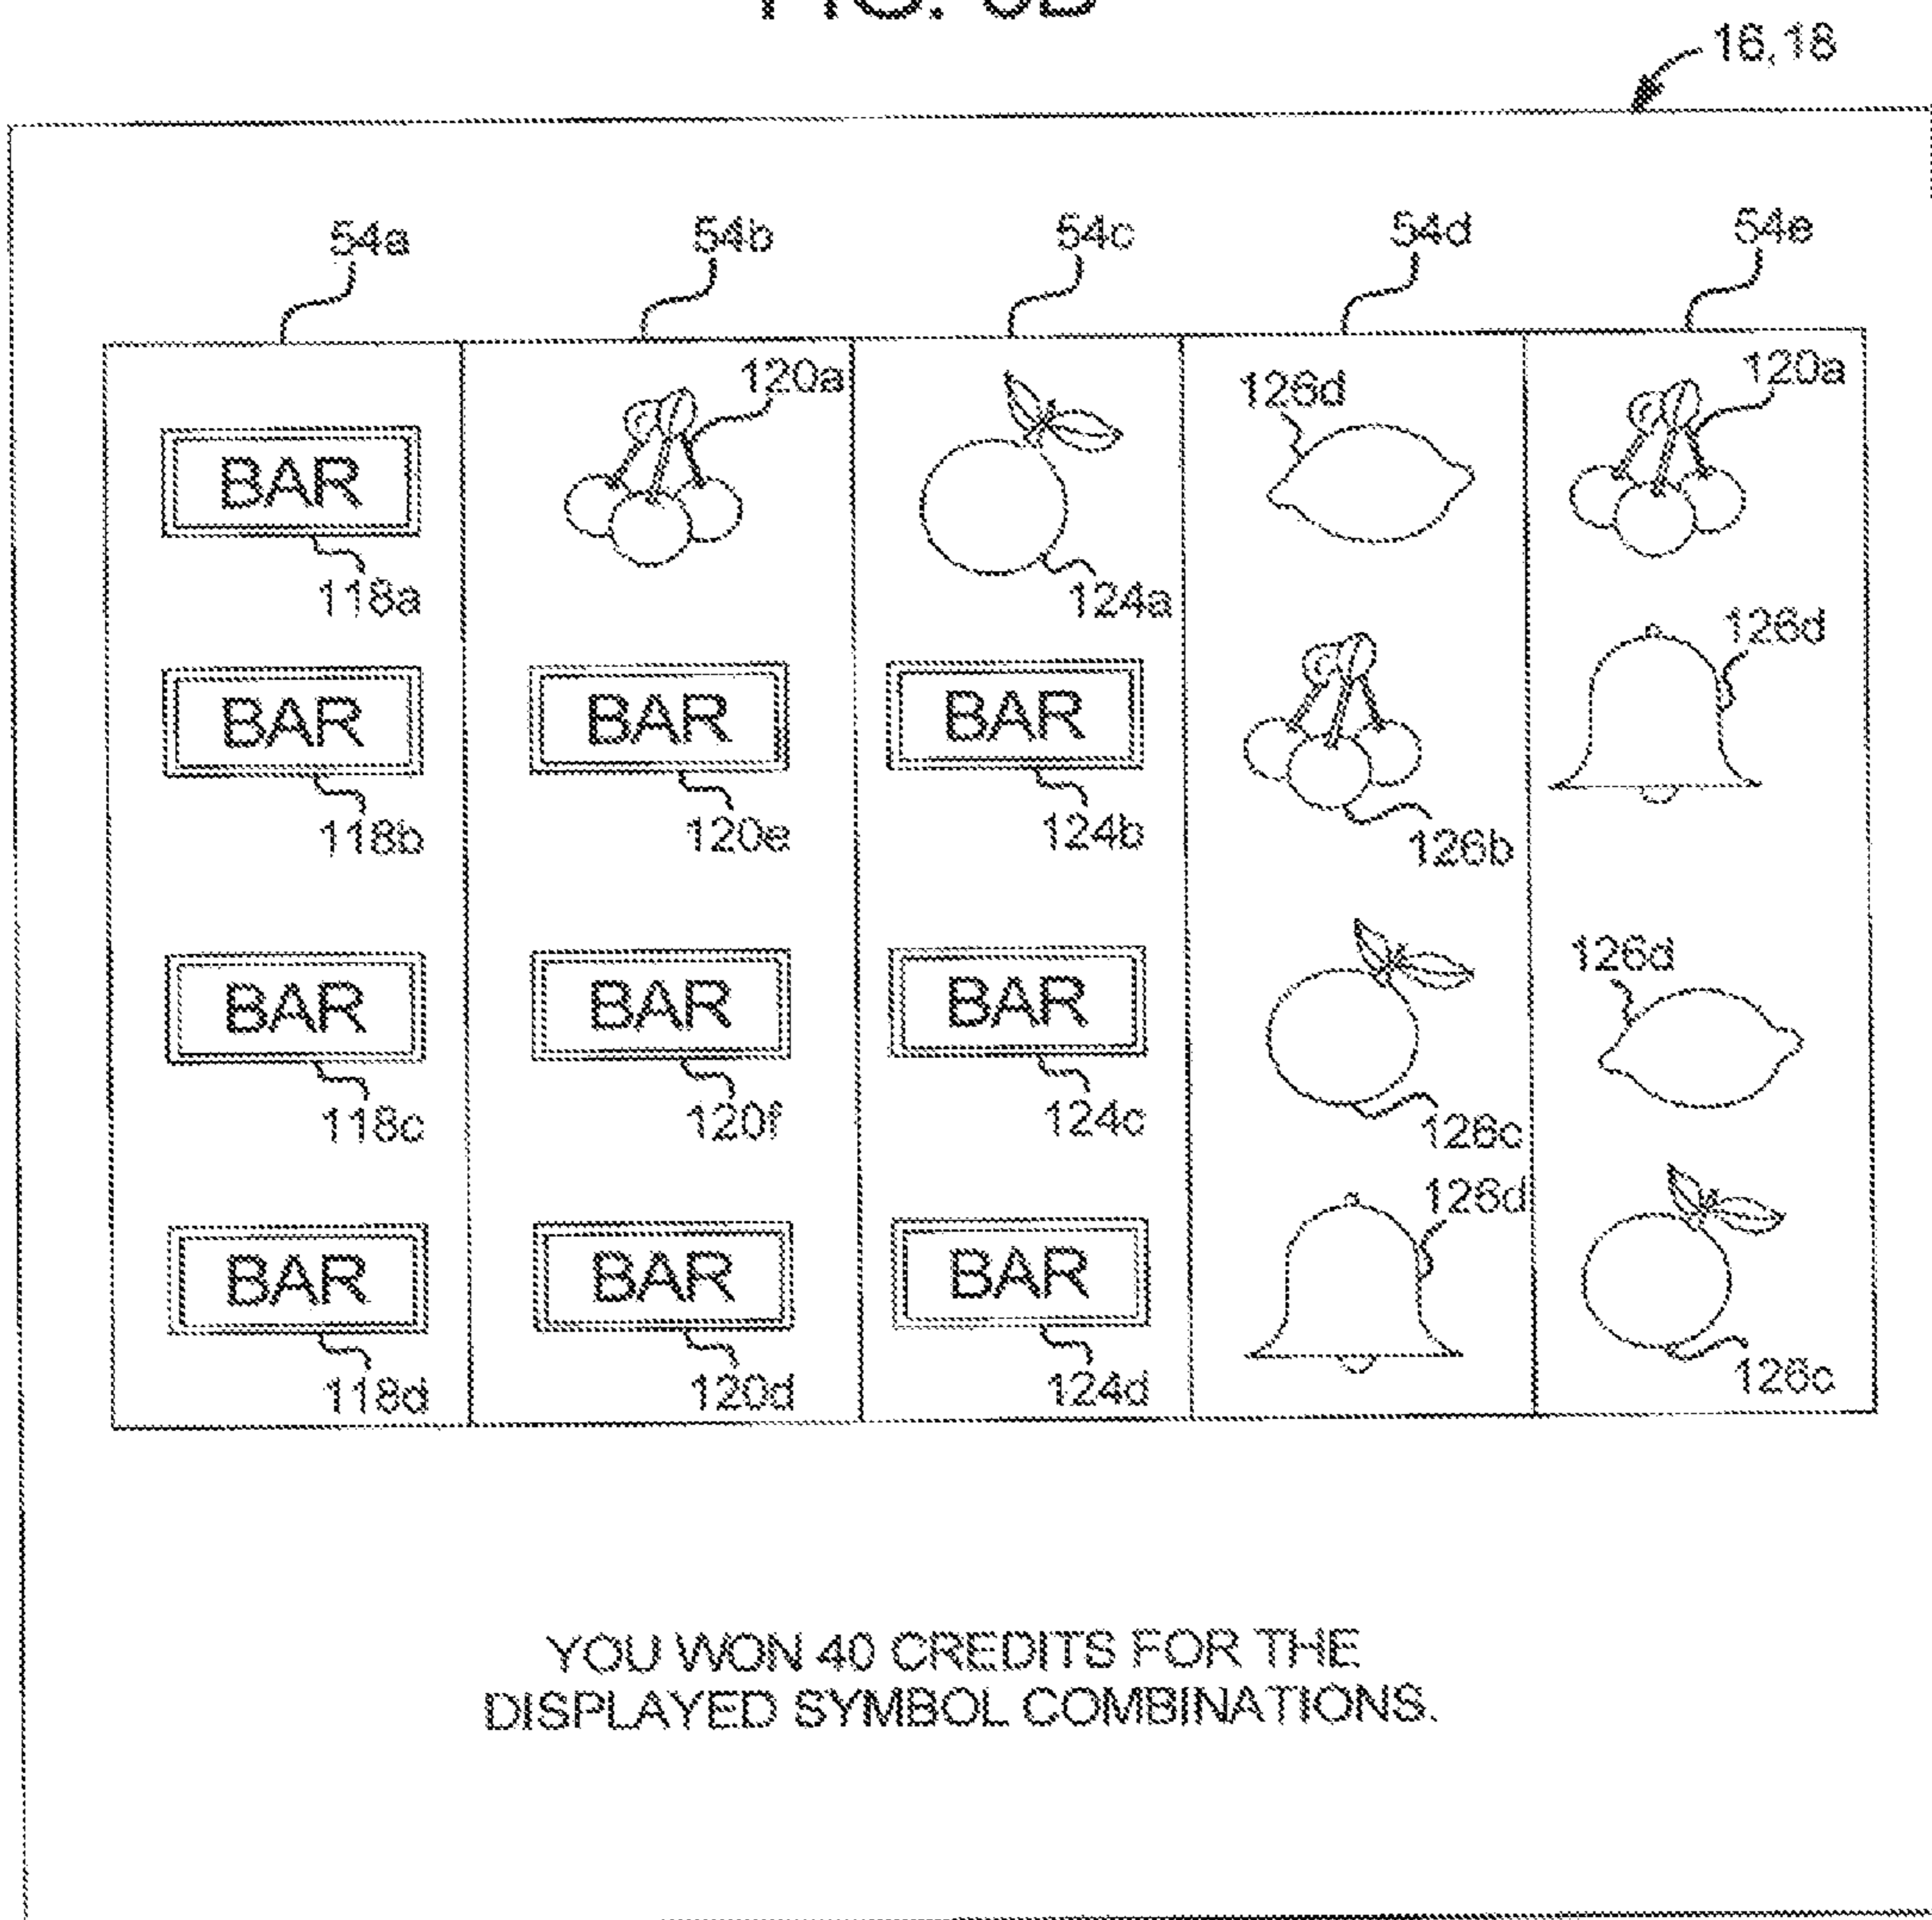 16,18
54a 54b 54c 54d 54e
120a 126d 120a
BAR
118a 124a
126d
BAR BAR BAR
118b 120e 124b 126b
126d
BAR BAR BAR
118c 120f 124c 126c
126d
BAR BAR BAR
118d 120d 124d 126c
YOU WON 40 CREDITS FOR THE
DISPLAYED SYMBOL COMBINATIONS.